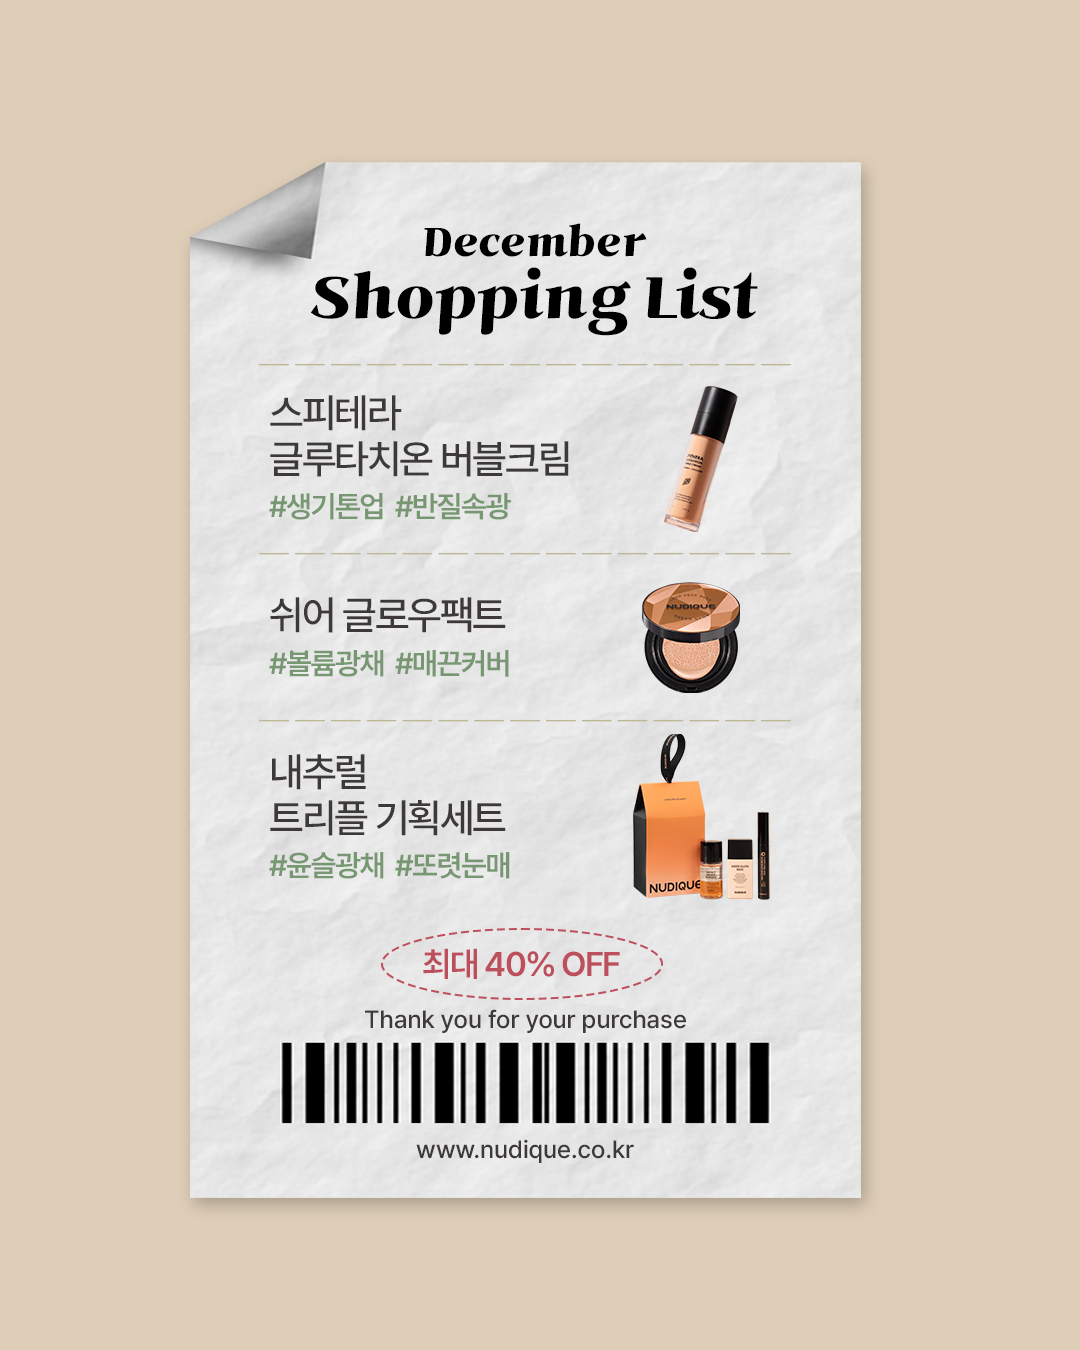 December
Shopping List
스피테라
글루타치온 버블크림
#생기톤업 #반질속광
쉬어 글로우팩트
#볼륨광채 #매끈커버
NUDIQUE
내추럴
트리플 기획세트
#윤슬광채 #또렷눈매
NUDIQUE
최대 40% OFF
Thank you for your purchase
www.nudique.co.kr